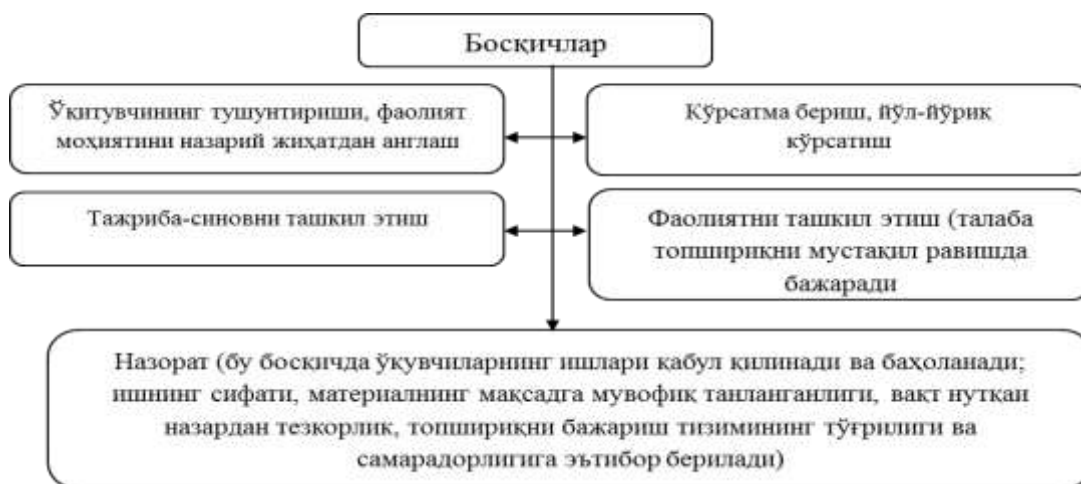 Босқичлар
Ўқитувчининг тушунтириши, фаолият
моҳиятини назарий жиҳатдан англаш
Кўрсатма бериш, йўл-йўриқ
кўрсатиш
Тажриба-синовни ташкил этиш
Фаолиятни ташкил этиш (талаба
топшириқни мустақил равишда
бажаради
Назорат (бу босқичда ўқувчиларнинг ишлари қабул қилинади ва баҳоланади;
ишнинг сифати, материалнинг мақсадга мувофиқ танланганлиги, вақт нутқаи
назардан тезкорлик, топшириқни бажариш тизимининг тўғрилиги ва
самарадорлигига эътибор берилади)